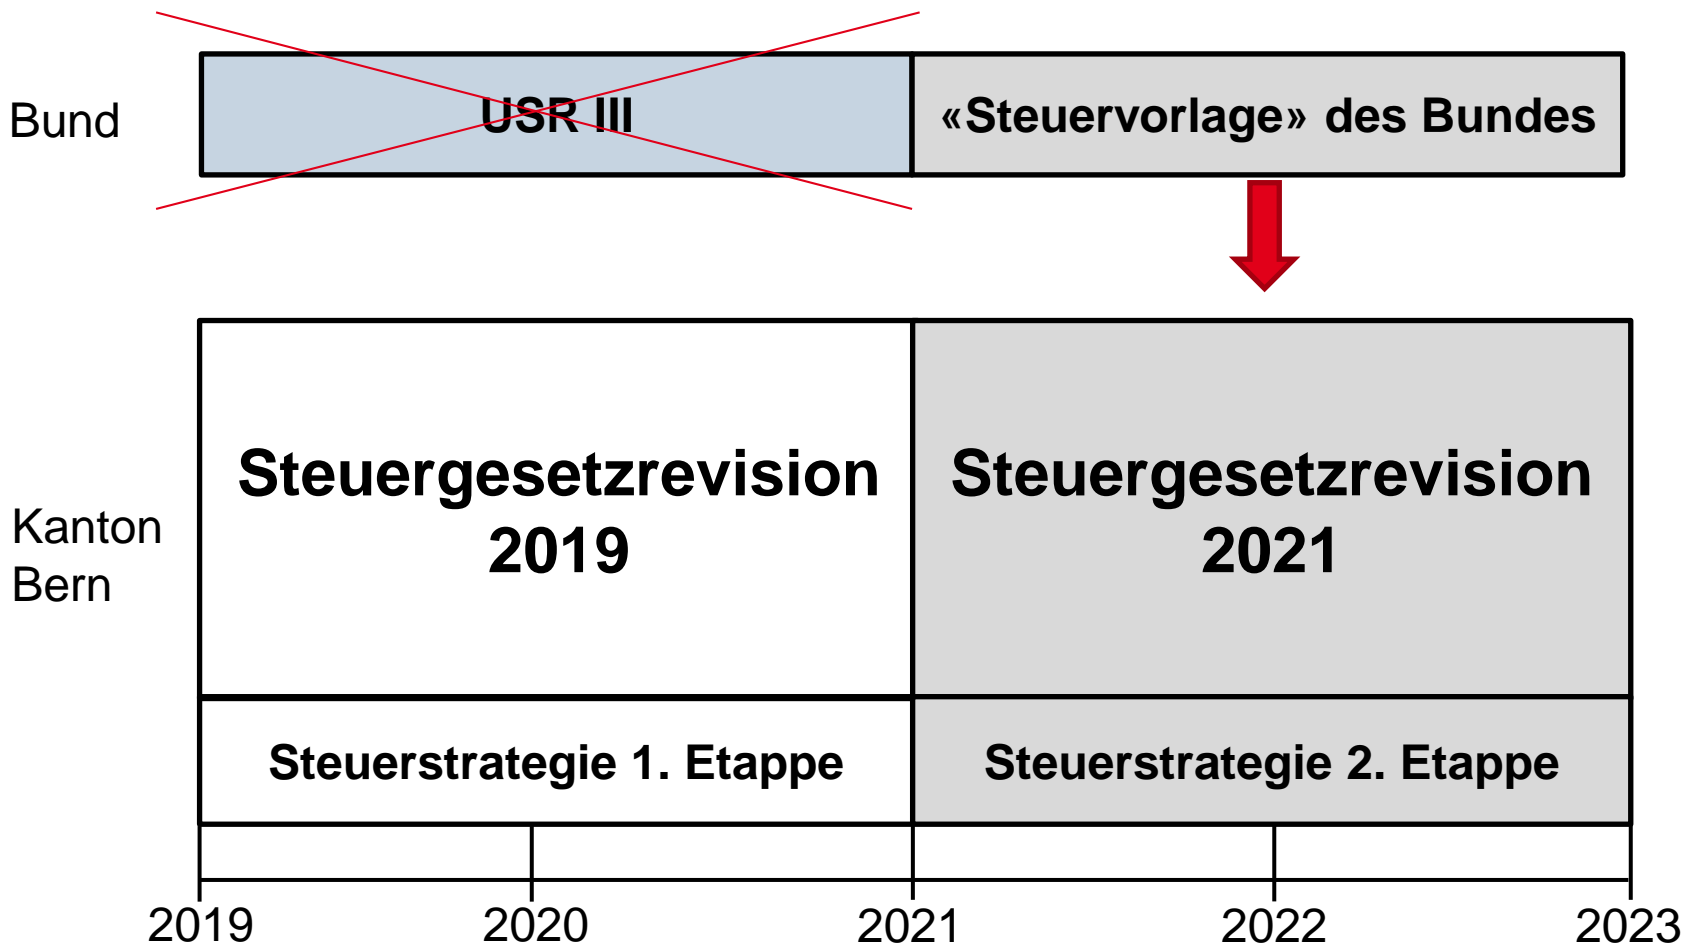 Bund
USR III
«Steuervorlage» des Bundes
Kanton
Bern
Steuergesetzrevision
2019
Steuergesetzrevision
2021
Steuerstrategie 1. Etappe
Steuerstrategie 2. Etappe
2019 2020 2021 2022 2023